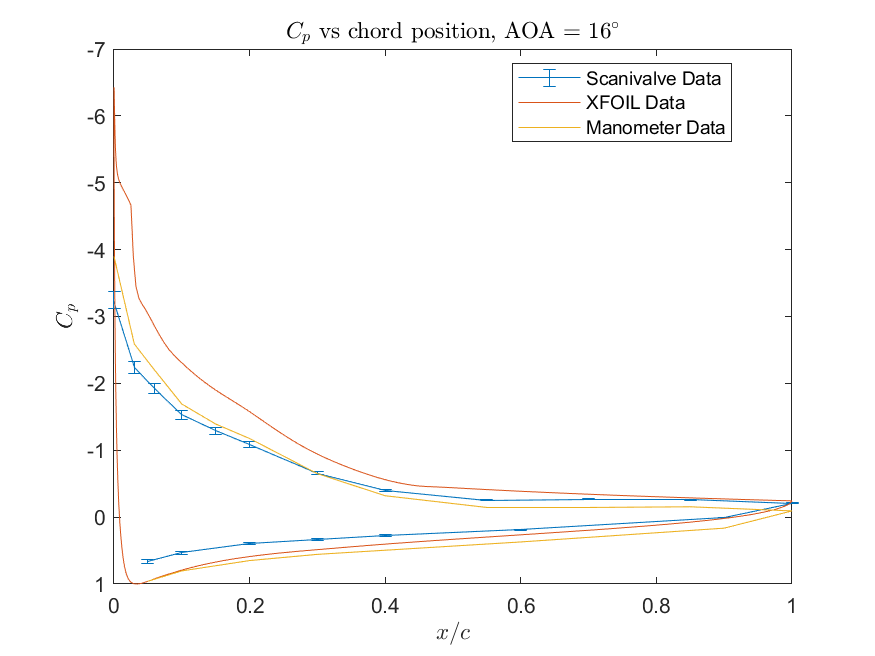 C_p vs chord position, AOA = 16°
Scanivalve Data
XFOIL Data
Manometer Data
-7
-6
-5
-4
-3
-2
-1
0
1
C_p
0
0.2
0.4
0.6
0.8
1
x/c